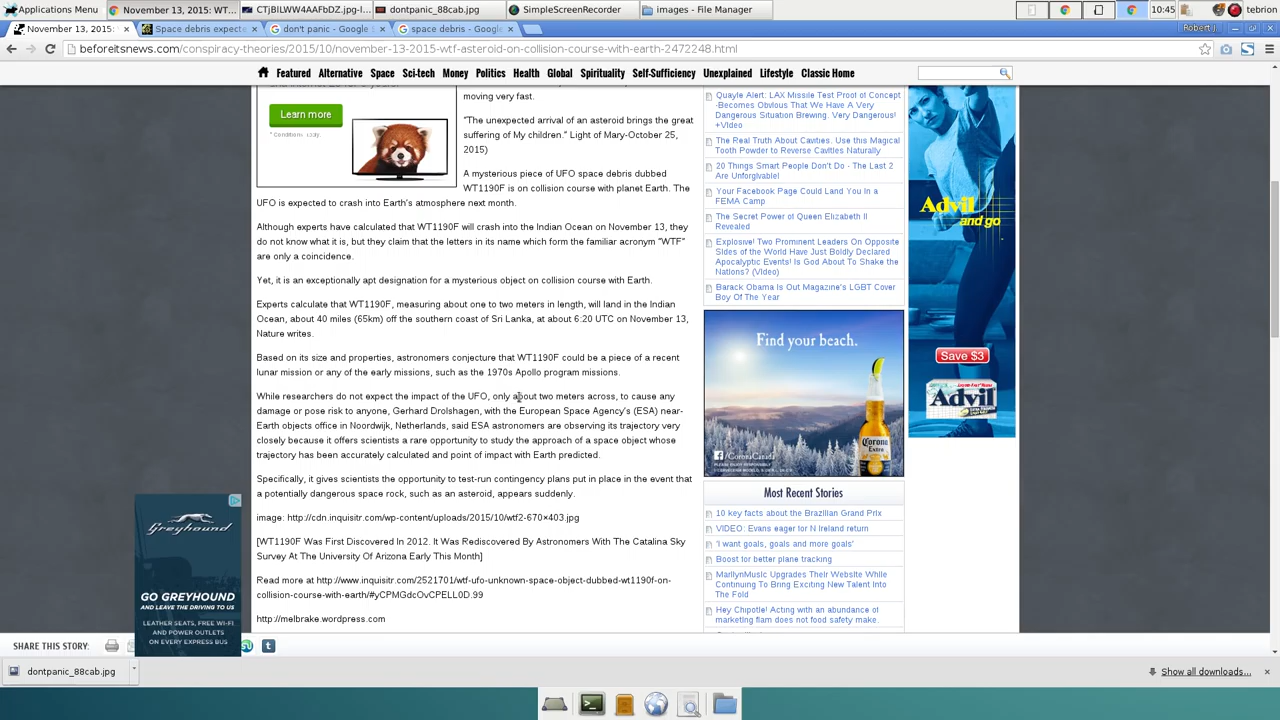 Applications Menu
November 13, 2015: WT...
CTjBILWW4AAFbDZ.jpg-I...
dontpanic_88cab.jpg
SimpleScreenRecorder
images - File Manager
10:45
tebrion
November 13, 2015:
Space debris expecte
don't panic - Google
space debris - Google
Robert J.
beforeitsnews.com/conspiracy-theories/2015/10/november-13-2015-wtf-asteroid-on-collision-course-with-earth-2472248.html
Featured Alternative Space Sci-tech Money Politics Health Global Spirituality Self-Sufficiency Unexplained Lifestyle Classic Home
Learn more
moving very fast.
"The unexpected arrival of an asteroid brings the great
suffering of My children." Light of Mary-October 25,
2015)
A mysterious piece of UFO space debris dubbed
WT1190F is on collision course with planet Earth. The
UFO is expected to crash into Earth's atmosphere next month.
Although experts have calculated that WT1190F will crash into the Indian Ocean on November 13, they
do not know what it is, but they claim that the letters in its name which form the familiar acronym "WTF"
are only a coincidence.
Yet, it is an exceptionally apt designation for a mysterious object on collision course with Earth.
Experts calculate that WT1190F, measuring about one to two meters in length, will land in the Indian
Ocean, about 40 miles (65km) off the southern coast of Sri Lanka, at about 6:20 UTC on November 13,
Nature writes.
Based on its size and properties, astronomers conjecture that WT1190F could be a piece of a recent
lunar mission or any of the early missions, such as the 1970s Apollo program missions.
While researchers do not expect the impact of the UFO, only about two meters across, to cause any
damage or pose risk to anyone, Gerhard Drolshagen, with the European Space Agency's (ESA) near-
Earth objects office in Noordwijk, Netherlands, said ESA astronomers are observing its trajectory very
closely because it offers scientists a rare opportunity to study the approach of a space object whose
trajectory has been accurately calculated and point of impact with Earth predicted.
Specifically, it gives scientists the opportunity to test-run contingency plans put in place in the event that
a potentially dangerous space rock, such as an asteroid, appears suddenly.
image: http://cdn.inquisitr.com/wp-content/uploads/2015/10/wtf2-670×403.jpg
[WT1190F Was First Discovered In 2012. It Was Rediscovered By Astronomers With The Catalina Sky
Survey At The University Of Arizona Early This Month]
Read more at http://www.inquisitr.com/2521701/wtf-ufo-unknown-space-object-dubbed-wt1190f-on-
collision-course-with-earth/#yCPMGdcOvCPELL0D.99
http://melbrake.wordpress.com
Quayle Alert: LAX Missile Test Proof of Concept
-Becomes Obvious That We Have A Very
Dangerous Situation Brewing. Very Dangerous!
+Video
The Real Truth About Cavities. Use this Magical
Tooth Powder to Reverse Cavities Naturally
20 Things Smart People Don't Do - The Last 2
Are Unforgivable!
Your Facebook Page Could Land You In a
FEMA Camp
The Secret Power of Queen Elizabeth II
Revealed
Explosive! Two Prominent Leaders On Opposite
Sides of the World Have Just Boldly Declared
Apocalyptic Events! Is God About To Shake the
Nations? (Video)
Barack Obama Is Out Magazine's LGBT Cover
Boy Of The Year
Find your beach.
Corona
Extra
/CoronaCanada
Most Recent Stories
10 key facts about the Brazilian Grand Prix
VIDEO: Evans eager for N Ireland return
'I want goals, goals and more goals'
Boost for better plane tracking
MarilynMusic Upgrades Their Website While
Continuing To Bring Exciting New Talent Into
The Fold
Hey Chipotle! Acting with an abundance of
marketing flam does not food safety make.
Advil
and go
Save $3
Advil
Greyhound
GO GREYHOUND
AND LEAVE THE DRIVING TO US
LEATHER SEATS, FREE WI-FI
AND POWER OUTLETS
ON EVERY EXPRESS BUS
SHARE THIS STORY:
dontpanic_88cab.jpg
Show all downloads...